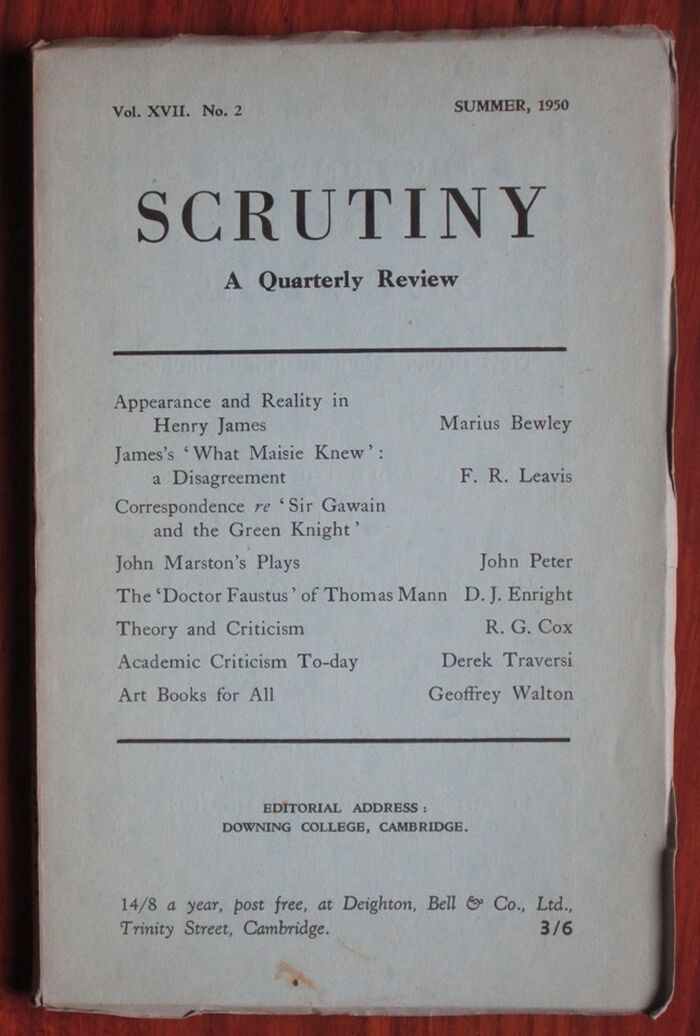 Vol. XVII. No. 2 SUMMER, 1950
SCRUTINY
A Quarterly Review
Appearance and Reality in
Henry James Marius Bewley
James's ‘What Maisie Knew’ :
a Disagreement F. R. Leavis
Correspondence re ‘Sir Gawain
and the Green Knight’
John Marston's Plays John Peter
The ‘Doctor Faustus’ of Thomas Mann D. J. Enright
Theory and Criticism R. G. Cox
Academic Criticism To-day Derek Traversi
Art Books for All Geoffrey Walton
EDITORIAL ADDRESS :
DOWNING COLLEGE, CAMBRIDGE.
14/8 a year, post free, at Deighton, Bell & Co., Ltd.,
Trinity Street, Cambridge. 3/6